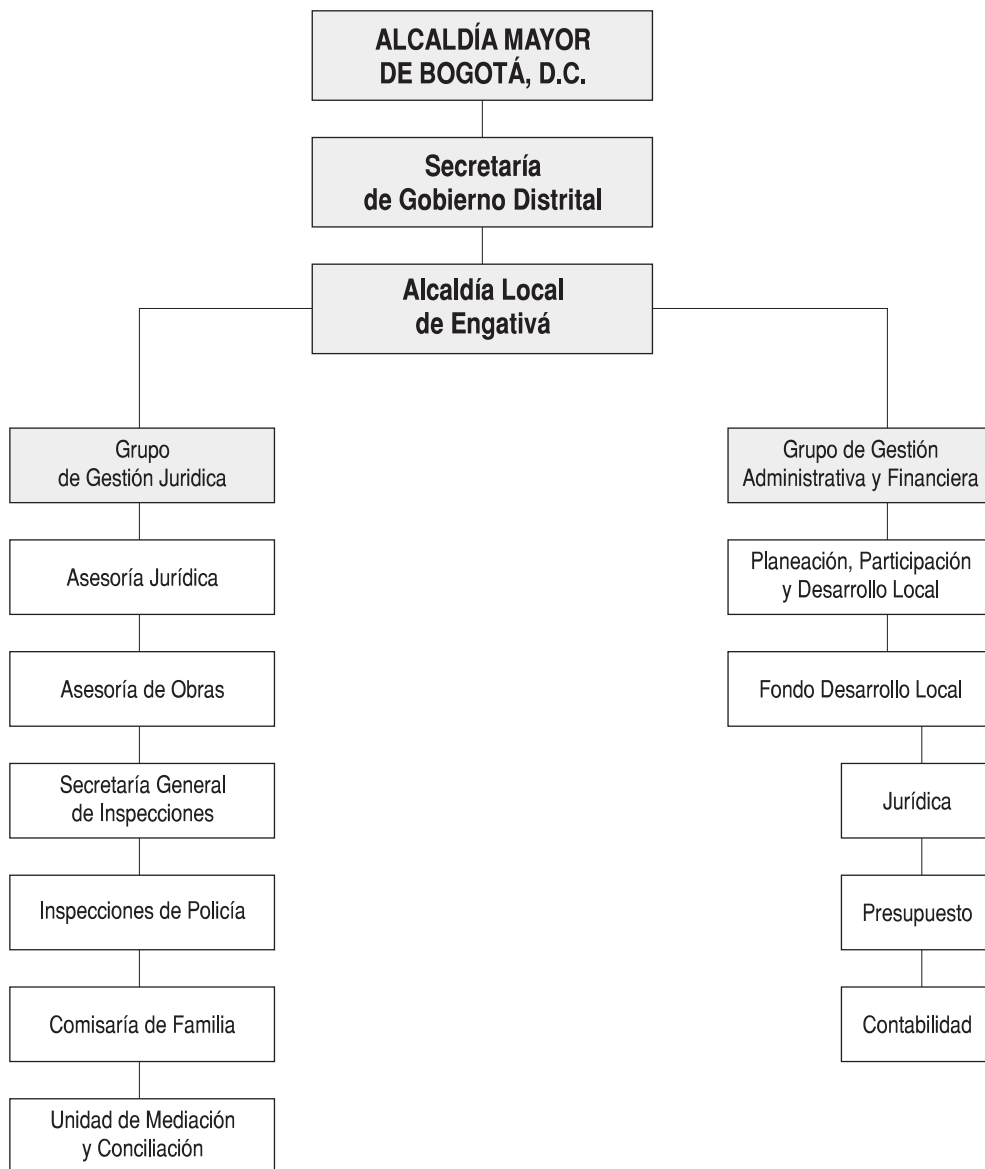 ALCALDÍA MAYOR
DE BOGOTÁ, D.C.
Secretaría
de Gobierno Distrital
Alcaldía Local
de Engativá
Grupo
de Gestión Juridica
Asesoría Jurídica
Asesoría de Obras
Secretaría General
de Inspecciones
Inspecciones de Policía
Comisaría de Familia
Unidad de Mediación
y Conciliación
Grupo de Gestión
Administrativa y Financiera
Planeación, Participación
y Desarrollo Local
Fondo Desarrollo Local
Jurídica
Presupuesto
Contabilidad